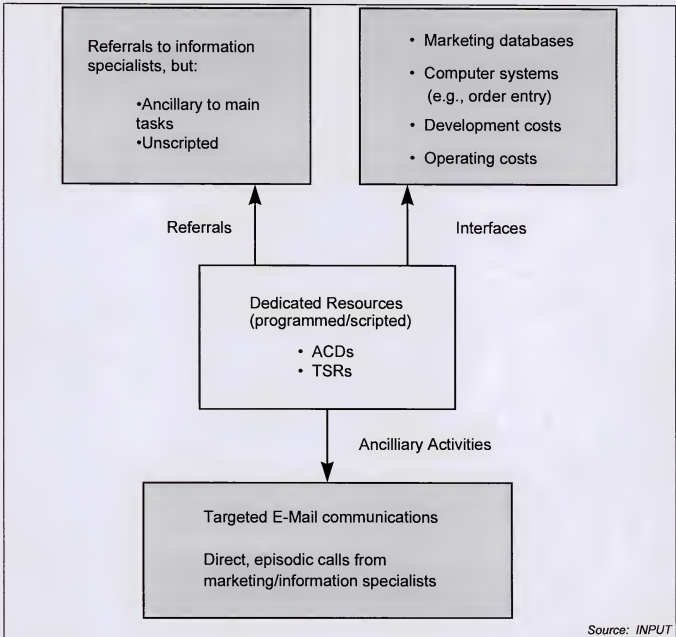 Referrals to information
specialists, but:
•Ancillary to main
tasks
•Unscripted
• Marketing databases
• Computer systems
(e.g., order entry)
• Development costs
• Operating costs
Referrals
Interfaces
Dedicated Resources
(programmed/scripted)
• ACDs
• TSRs
Ancilliary Activities
Targeted E-Mail communications
Direct, episodic calls from
marketing/information specialists
Source: INPUT